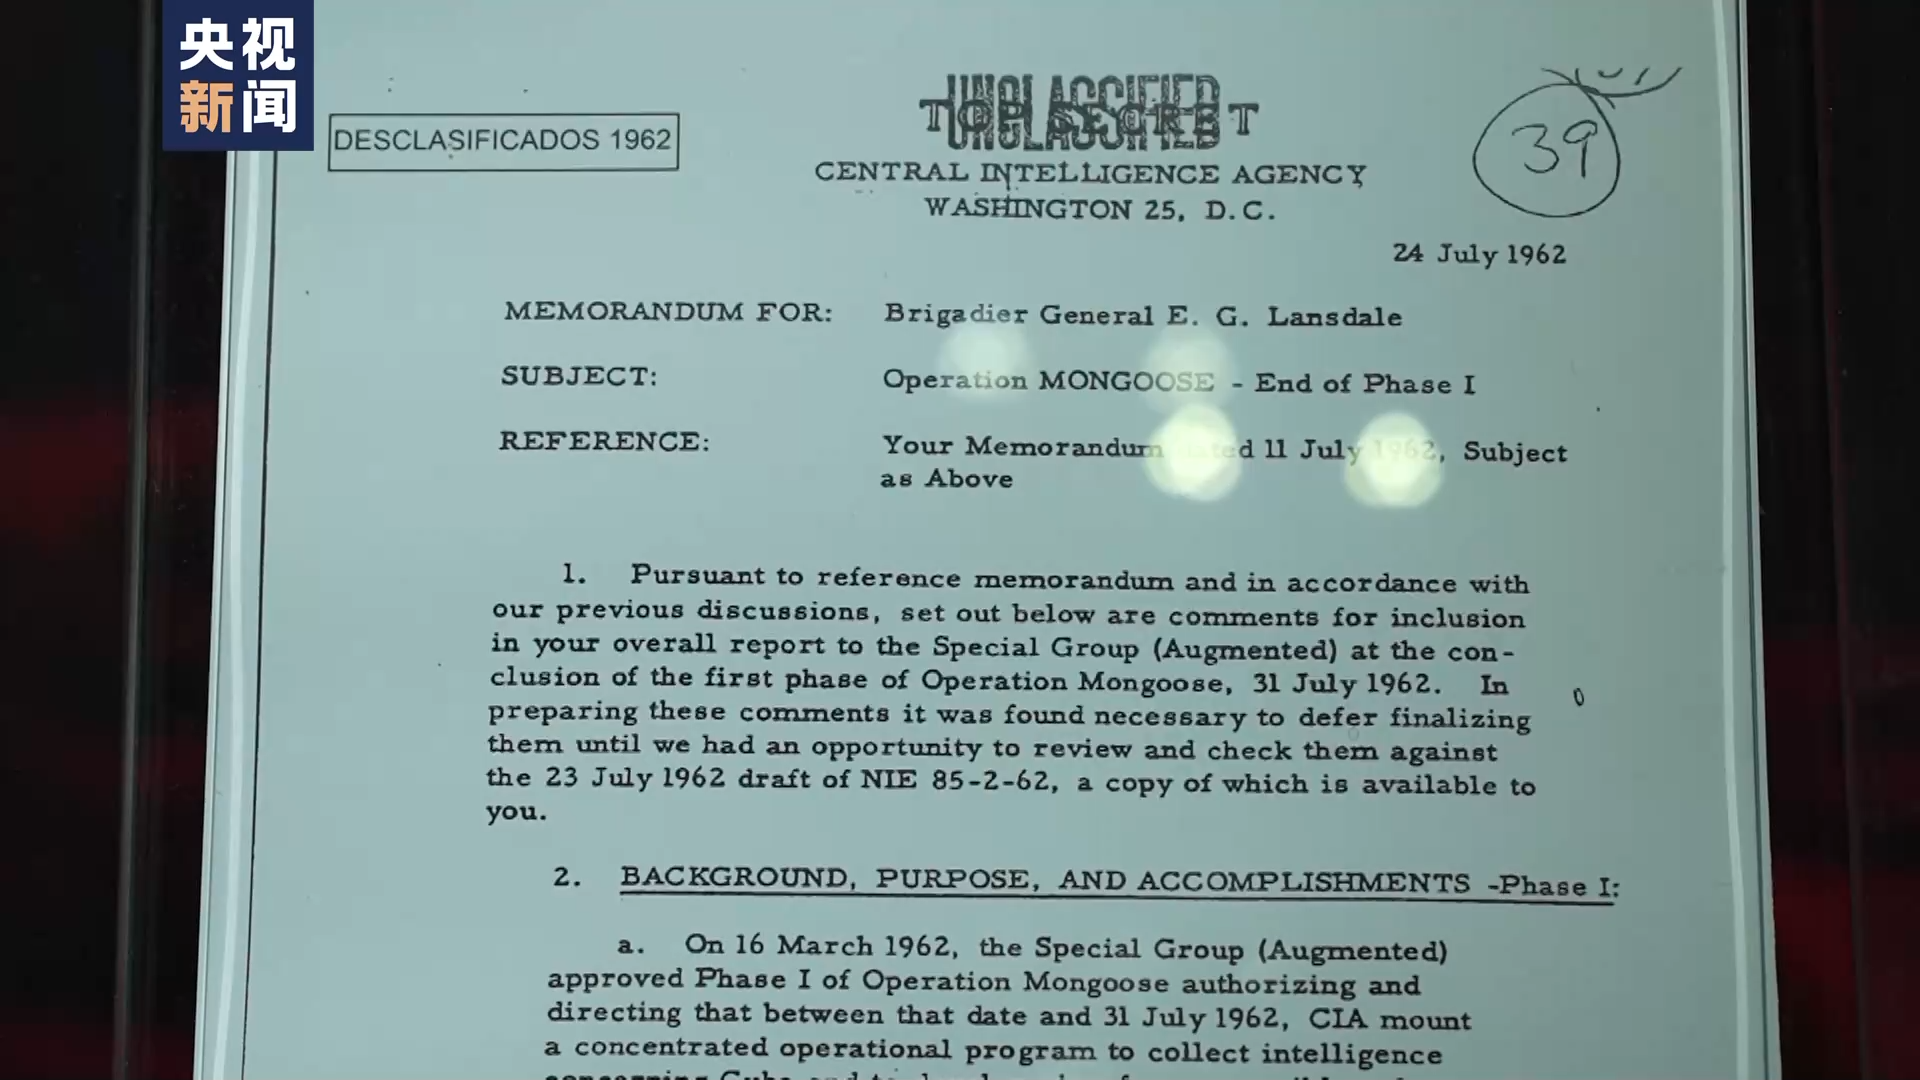 央视
新闻
DESCLASIFICADOS 1962
UNCLASSIFIED
TOP SECRET
UNCLASSIFIED
39
CENTRAL INTELLIGENCE AGENCY
WASHINGTON 25, D.C.
24 July 1962
MEMORANDUM FOR: Brigadier General E. G. Lansdale
SUBJECT: Operation MONGOOSE - End of Phase I
REFERENCE: Your Memorandum 11 July 1962, Subject
as Above
1. Pursuant to reference memorandum and in accordance with
our previous discussions, set out below are comments for inclusion
in your overall report to the Special Group (Augmented) at the con-
clusion of the first phase of Operation Mongoose, 31 July 1962. In
preparing these comments it was found necessary to defer finalizing
them until we had an opportunity to review and check them against
the 23 July 1962 draft of NIE 85-2-62, a copy of which is available to
you.
2. BACKGROUND, PURPOSE, AND ACCOMPLISHMENTS -Phase I:
a. On 16 March 1962, the Special Group (Augmented)
approved Phase I of Operation Mongoose authorizing and
directing that between that date and 31 July 1962, CIA mount
a concentrated operational program to collect intelligence